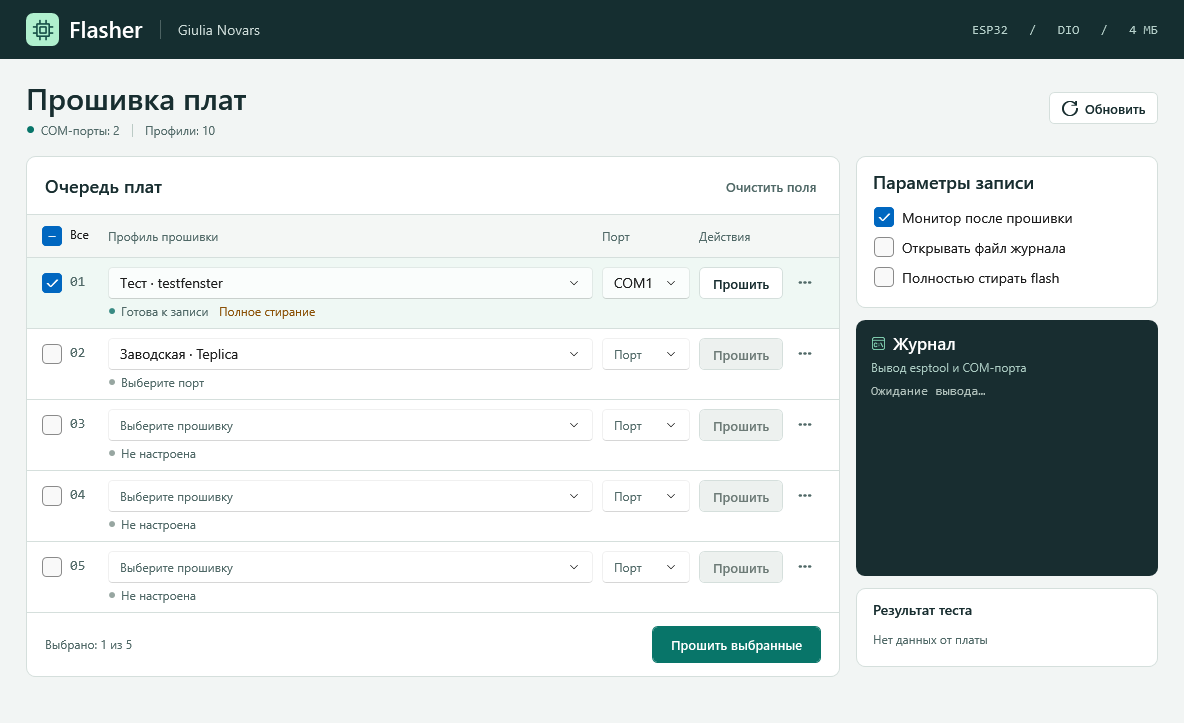 Flasher
Giulia Novars
ESP32 / DIO / 4 МБ
Прошивка плат
COM-порты: 2
Профили: 10
Обновить
Очередь плат
Очистить поля
Все
Профиль прошивки
Порт
Действия
01
Тест · testfenster
COM1
Прошить
Готова к записи
Полное стирание
02
Заводская · Teplica
Порт
Прошить
Выберите порт
03
Выберите прошивку
Порт
Прошить
Не настроена
04
Выберите прошивку
Порт
Прошить
Не настроена
05
Выберите прошивку
Порт
Прошить
Не настроена
Выбрано: 1 из 5
Прошить выбранные
Параметры записи
Монитор после прошивки
Открывать файл журнала
Полностью стирать flash
Журнал
Вывод esptool и COM-порта
Ожидание вывода…
Результат теста
Нет данных от платы